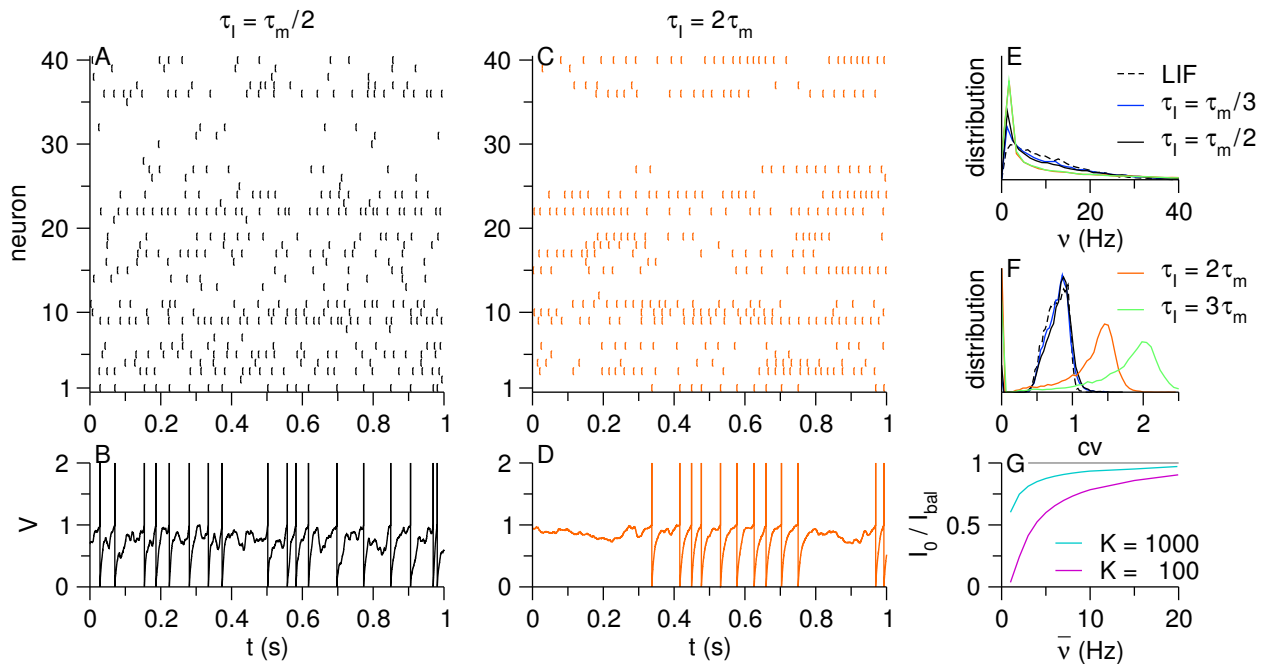 τI = τm/2
τI = 2τm
A
40
30
20
10
1
neuron
0 0.2 0.4 0.6 0.8 1
C
40
30
20
10
1
0 0.2 0.4 0.6 0.8 1
B
2
1
0
V
0 0.2 0.4 0.6 0.8 1
t (s)
D
2
1
0
0 0.2 0.4 0.6 0.8 1
t (s)
E
distribution
LIF
τI = τm/3
τI = τm/2
0 20 40
ν (Hz)
F
distribution
τI = 2τm
τI = 3τm
0 1 2
cv
G
1
0.5
0
I0 / Ibal
K = 1000
K = 100
0 10 20
ν̅ (Hz)